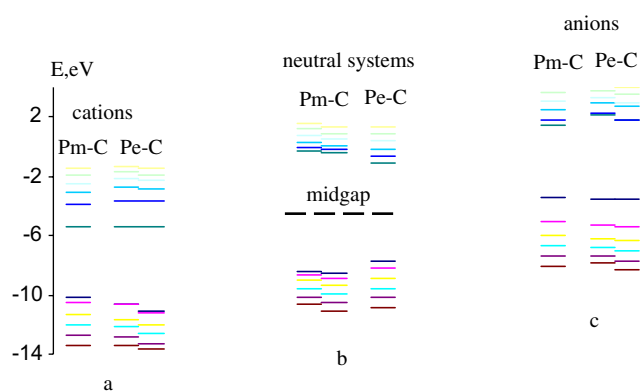 anions
neutral systems
E,eV
Pm-C Pe-C
2
cations
Pm-C Pe-C
Pm-C Pe-C
-2
midgap
-6
-10
c
-14
b
a